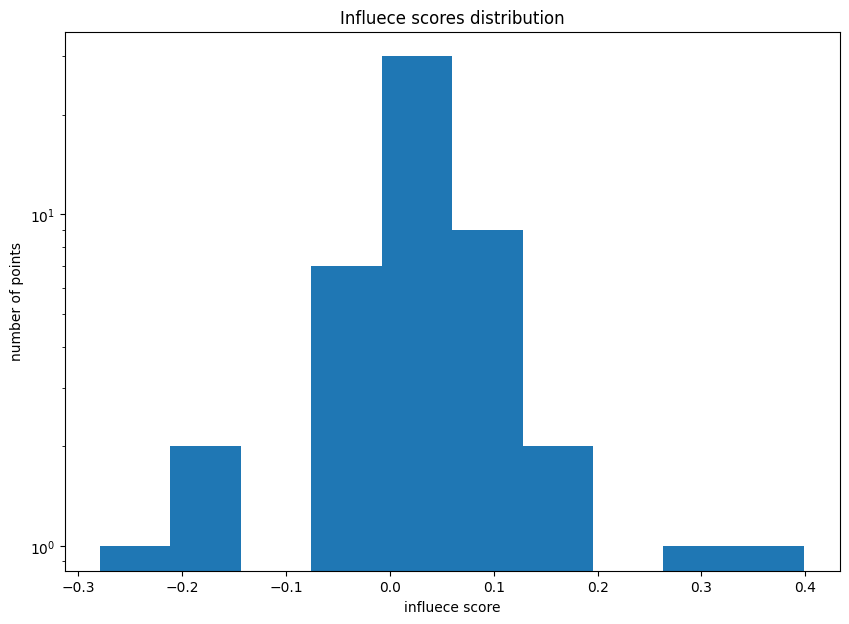 Influece scores distribution
number of points
10¹
10⁰
−0.3 −0.2 −0.1 0.0 0.1 0.2 0.3 0.4
influece score